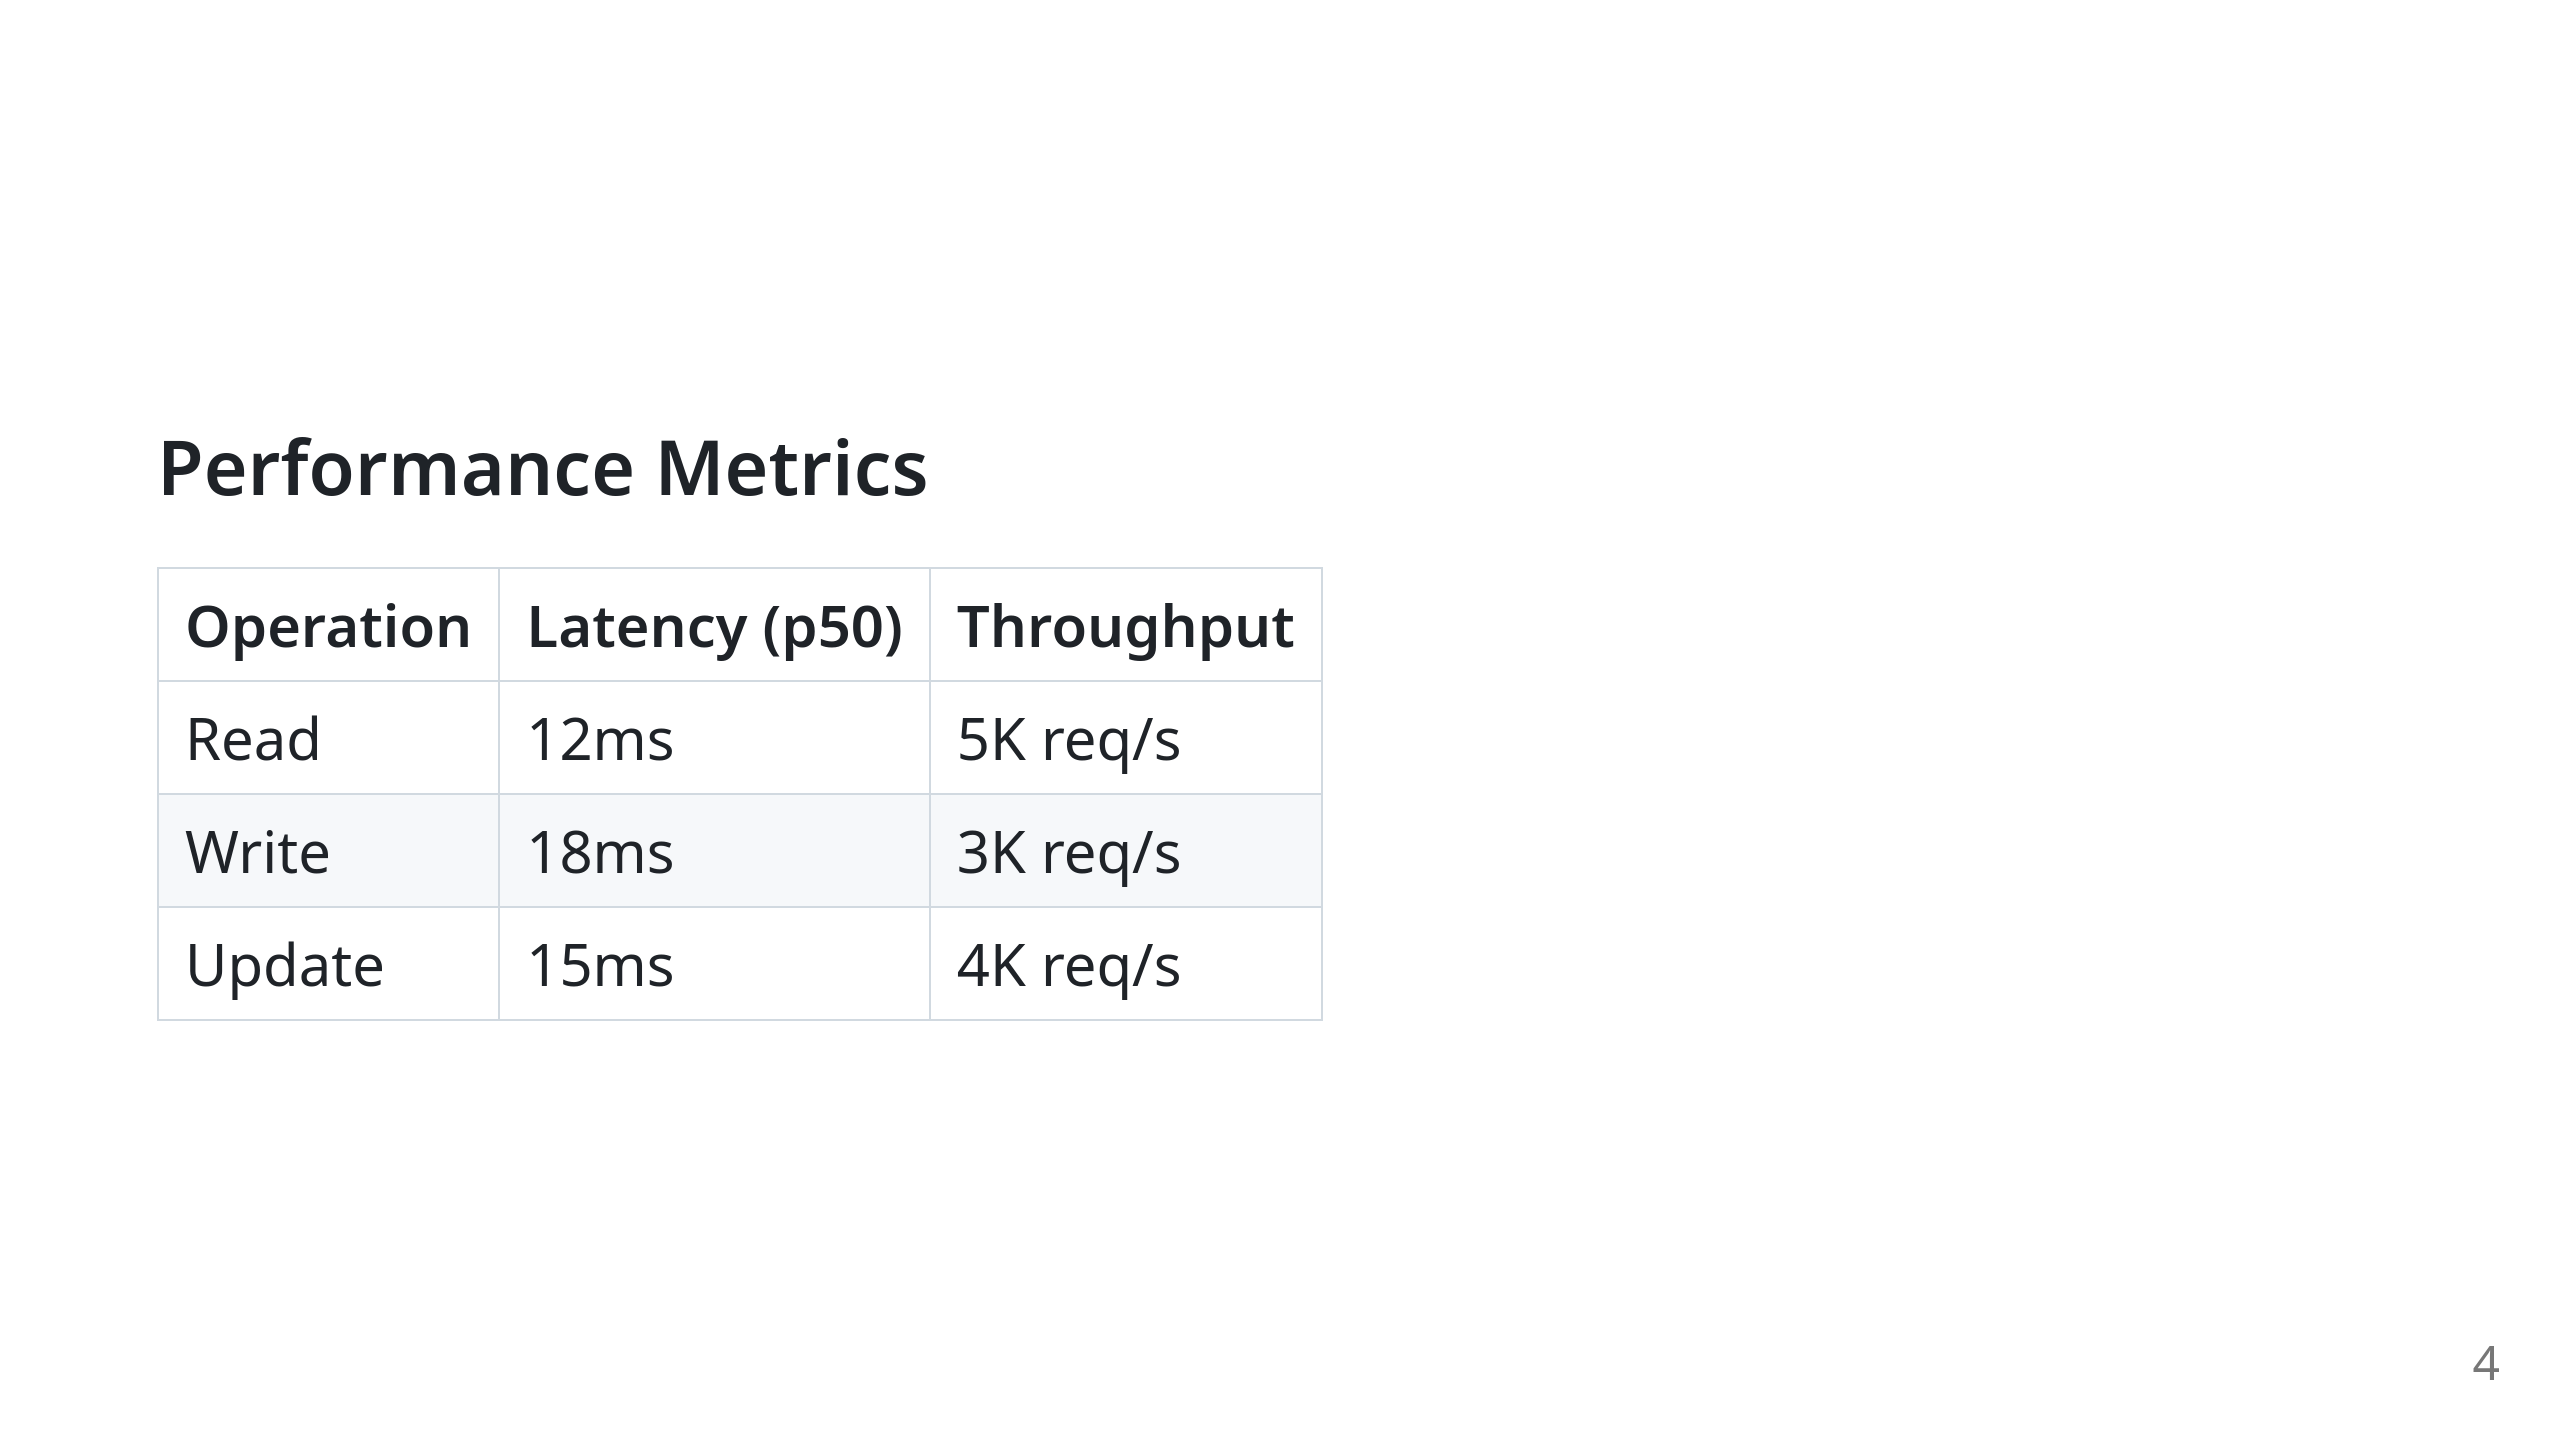 Performance Metrics
Operation Latency (p50) Throughput
Read 12ms 5K req/s
Write 18ms 3K req/s
Update 15ms 4K req/s
4